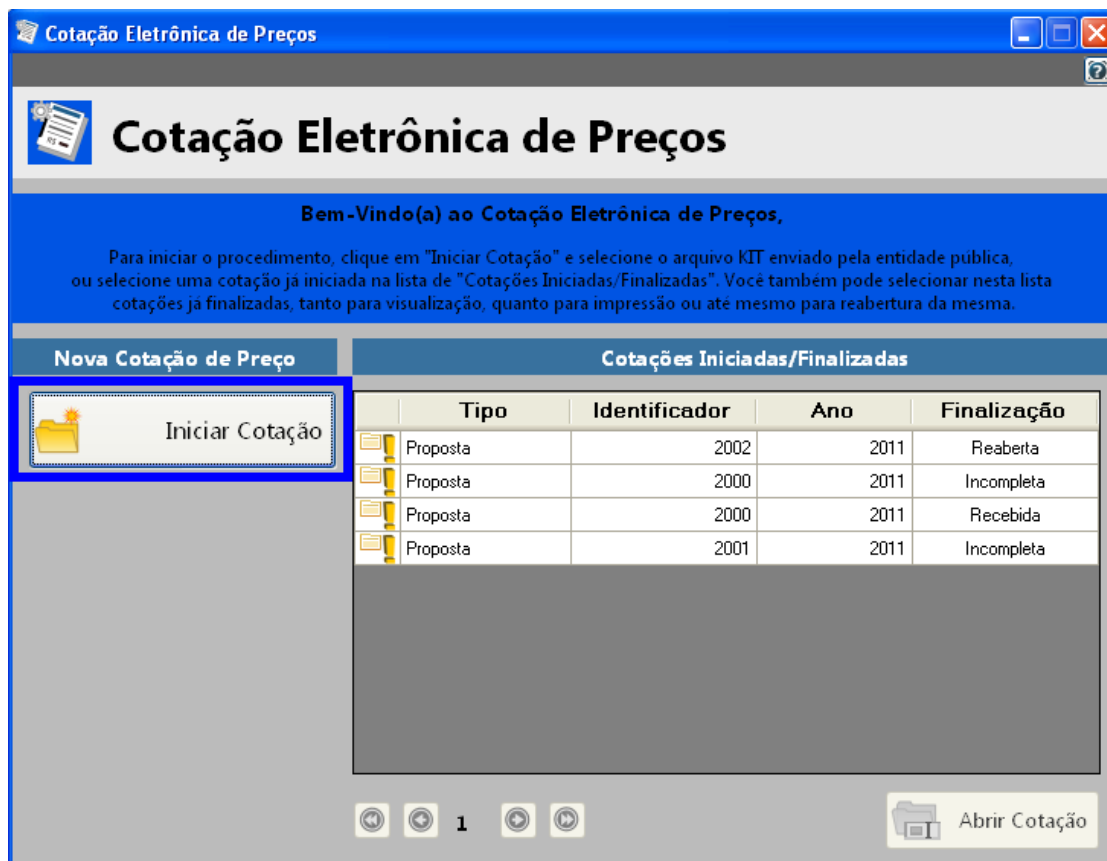 Cotação Eletrônica de Preços
Cotação Eletrônica de Preços
Bem-Vindo(a) ao Cotação Eletrônica de Preços,
Para iniciar o procedimento, clique em "Iniciar Cotação" e selecione o arquivo KIT enviado pela entidade pública,
ou selecione uma cotação já iniciada na lista de "Cotações Iniciadas/Finalizadas". Você também pode selecionar nesta lista
cotações já finalizadas, tanto para visualização, quanto para impressão ou até mesmo para reabertura da mesma.
Nova Cotação de Preço
Iniciar Cotação
Cotações Iniciadas/Finalizadas
Tipo Identificador Ano Finalização
Proposta 2002 2011 Reaberta
Proposta 2000 2011 Incompleta
Proposta 2000 2011 Recebida
Proposta 2001 2011 Incompleta
1
Abrir Cotação